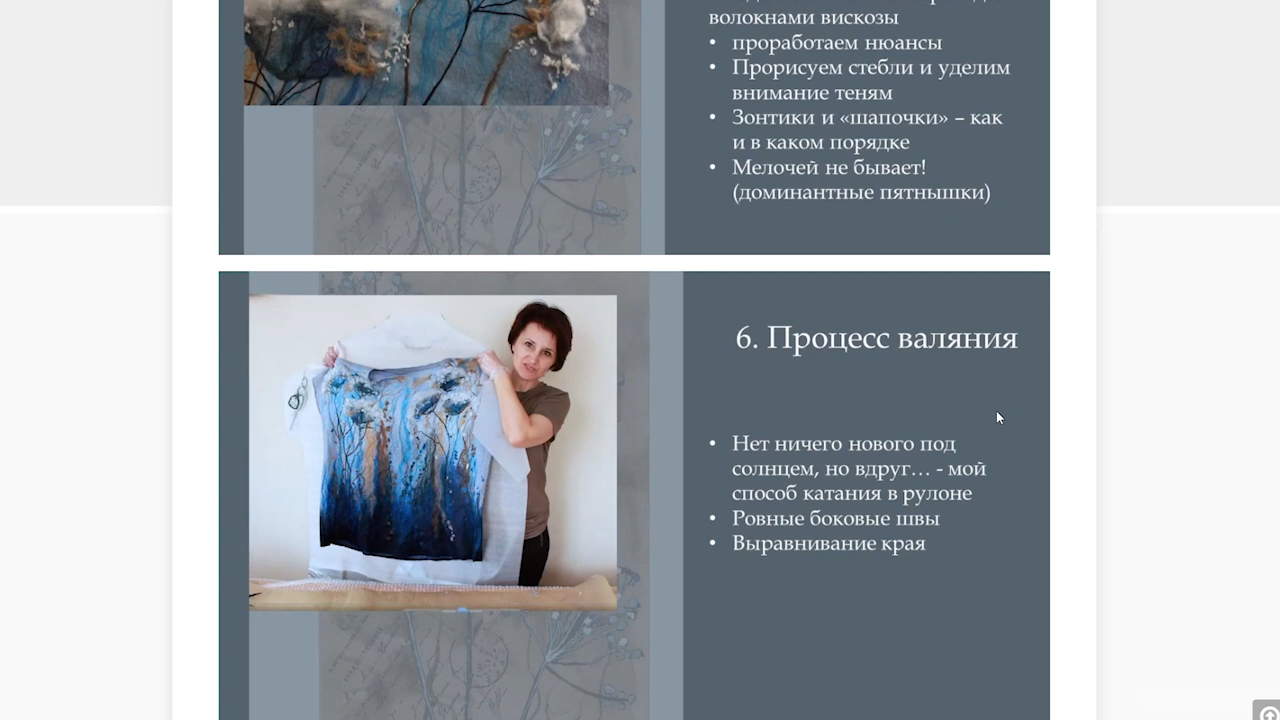 волокнами вискозы
• проработаем нюансы
• Прорисуем стебли и уделим
внимание теням
• Зонтики и «шапочки» – как
и в каком порядке
• Мелочей не бывает!
(доминантные пятнышки)
6. Процесс валяния
• Нет ничего нового под
солнцем, но вдруг… - мой
способ катания в рулоне
• Ровные боковые швы
• Выравнивание края